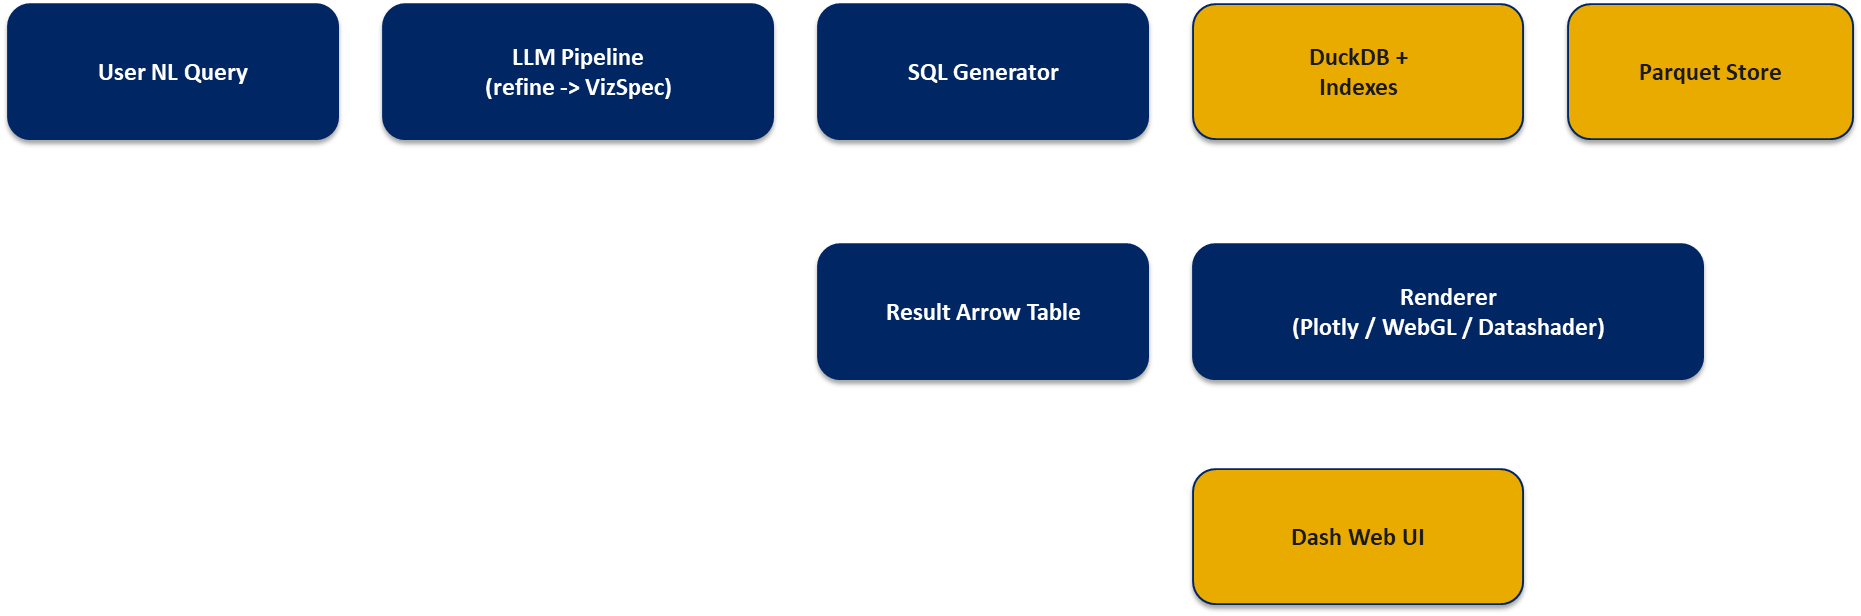 User NL Query
LLM Pipeline
(refine -> VizSpec)
SQL Generator
DuckDB +
Indexes
Parquet Store
Result Arrow Table
Renderer
(Plotly / WebGL / Datashader)
Dash Web UI